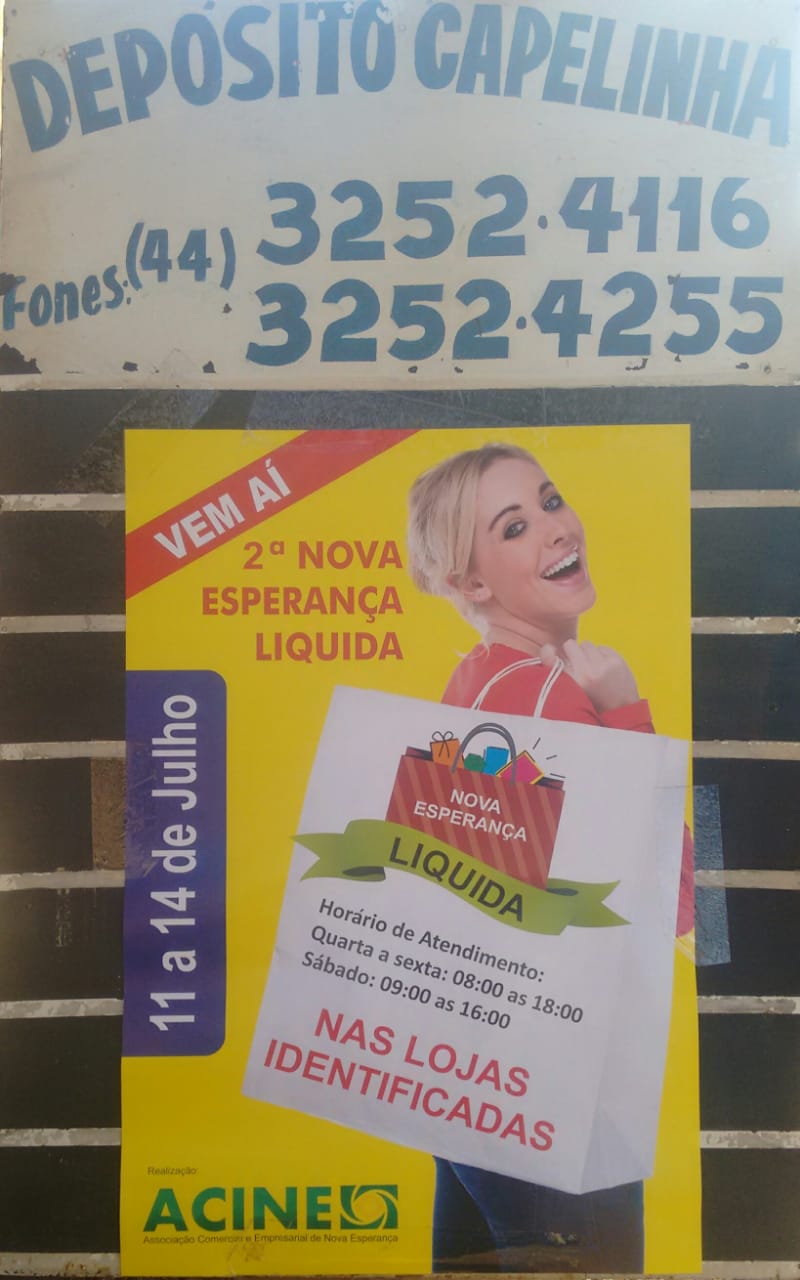 DEPÓSITO CAPELINHA
Fones:(44) 3252.4116
3252.4255
VEM AÍ
2ª NOVA
ESPERANÇA
LIQUIDA
11 a 14 de Julho
NOVA
ESPERANÇA
LIQUIDA
Horário de Atendimento:
Quarta a sexta: 08:00 as 18:00
Sábado: 09:00 as 16:00
NAS LOJAS
IDENTIFICADAS
Realização:
ACINE
Associação Comercial e Empresarial de Nova Esperança